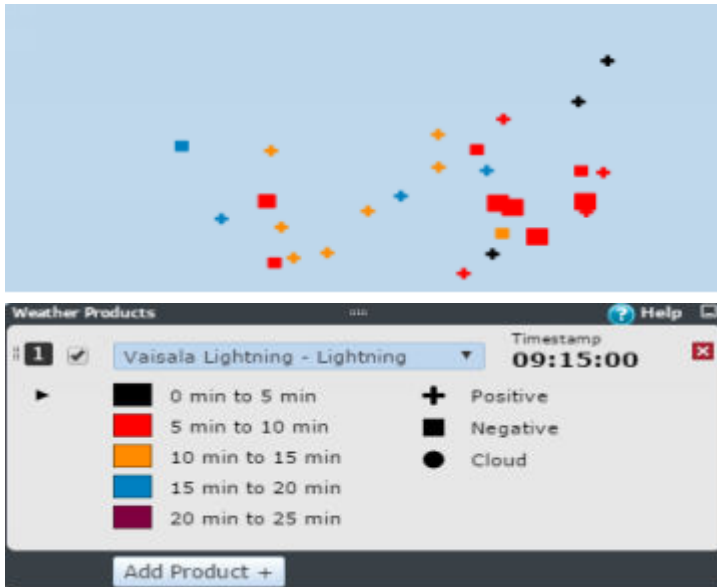 Weather Products
Help
1
Vaisala Lightning - Lightning
Timestamp
09:15:00
0 min to 5 min
Positive
5 min to 10 min
Negative
10 min to 15 min
Cloud
15 min to 20 min
20 min to 25 min
Add Product +